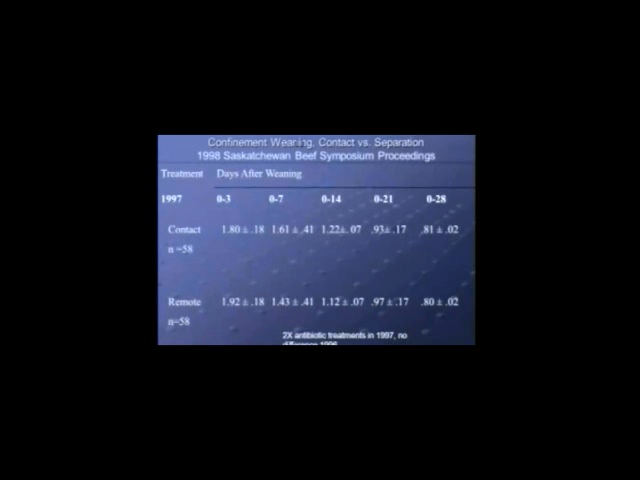 Confinement Weaning, Contact vs. Separation
1998 Saskatchewan Beef Symposium Proceedings
Treatment Days After Weaning
1997 0-3 0-7 0-14 0-21 0-28
Contact 1.80 ± .18 1.61 ± .41 1.22± .07 .93± .17 .81 ± .02
n =58
Remote 1.92 ± .18 1.43 ± .41 1.12 ± .07 .97 ± .17 .80 ± .02
n=58
2X antibiotic treatments in 1997, no
difference 1996